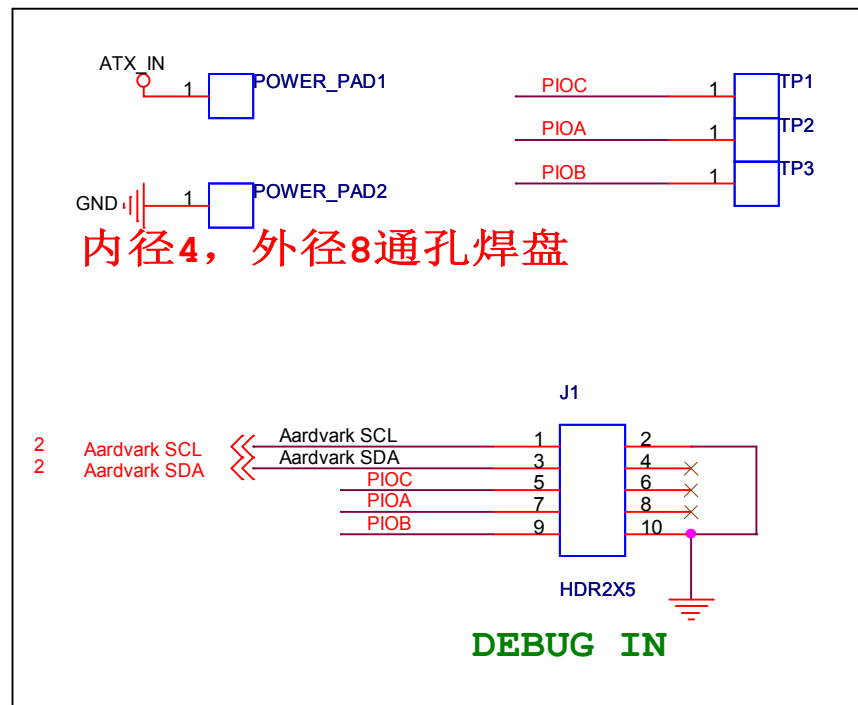 ATX_IN
1
POWER_PAD1
PIOC
1
TP1
PIOA
1
TP2
PIOB
1
TP3
GND
1
POWER_PAD2
内径4，外径8通孔焊盘
J1
2 Aardvark SCL Aardvark SCL 1 2
2 Aardvark SDA Aardvark SDA 3 4
PIOC 5 6
PIOA 7 8
PIOB 9 10
HDR2X5
DEBUG IN